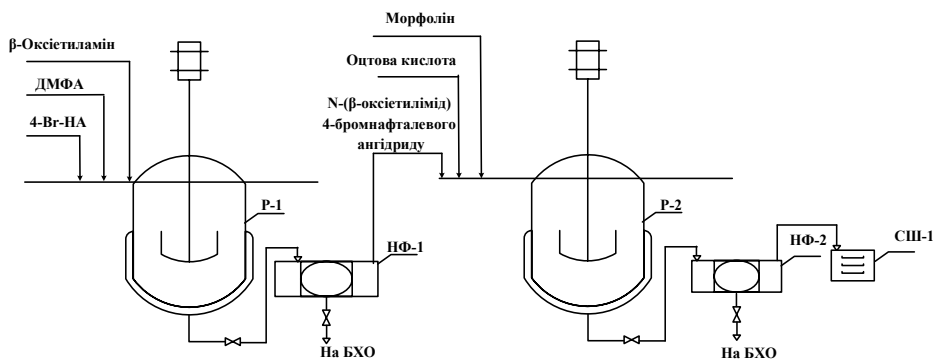 β-Оксіетиламін
ДМФА
4-Br-НА
Р-1
НФ-1
На БХО
Морфолін
Оцтова кислота
N-(β-оксіетилімід)
4-бромнафталевого
ангідриду
Р-2
НФ-2
СШ-1
На БХО